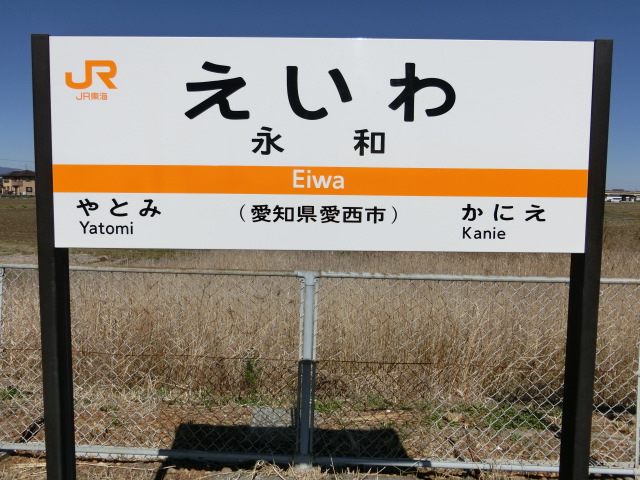 JR
JR東海
えいわ
永和
Eiwa
やとみ
Yatomi
（愛知県愛西市）
かにえ
Kanie